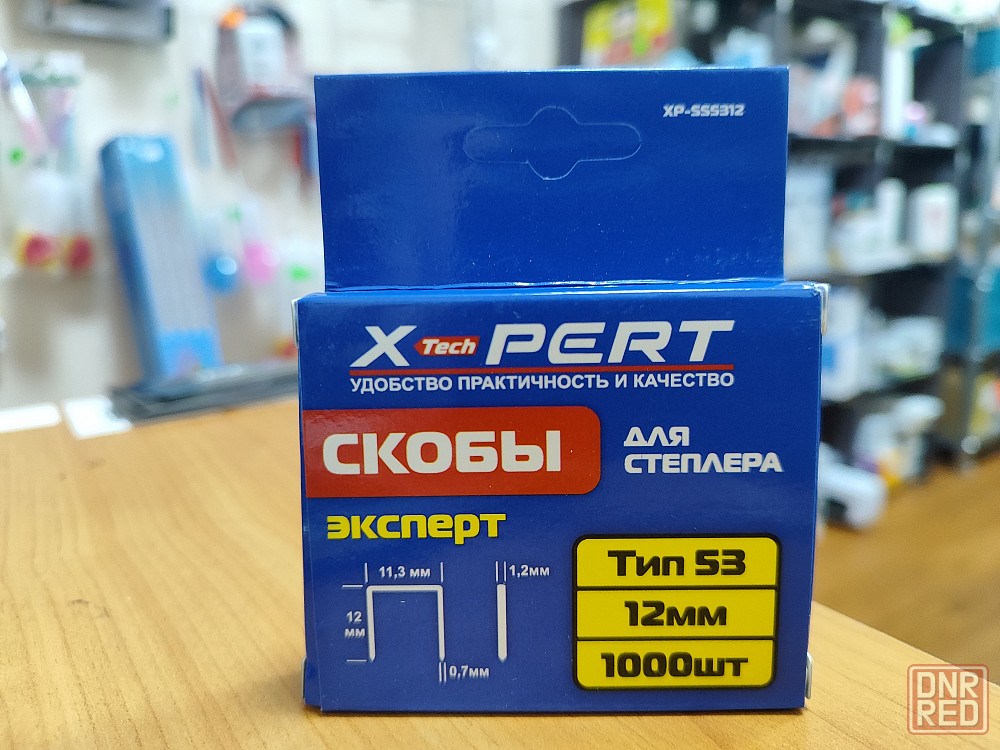 XP-SSS312
X Tech PERT
УДОБСТВО ПРАКТИЧНОСТЬ И КАЧЕСТВО
СКОБЫ
ДЛЯ
СТЕПЛЕРА
ЭКСПЕРТ
11,3 мм
1,2мм
12
мм
0,7мм
Тип 53
12мм
1000шт
DNR
RED